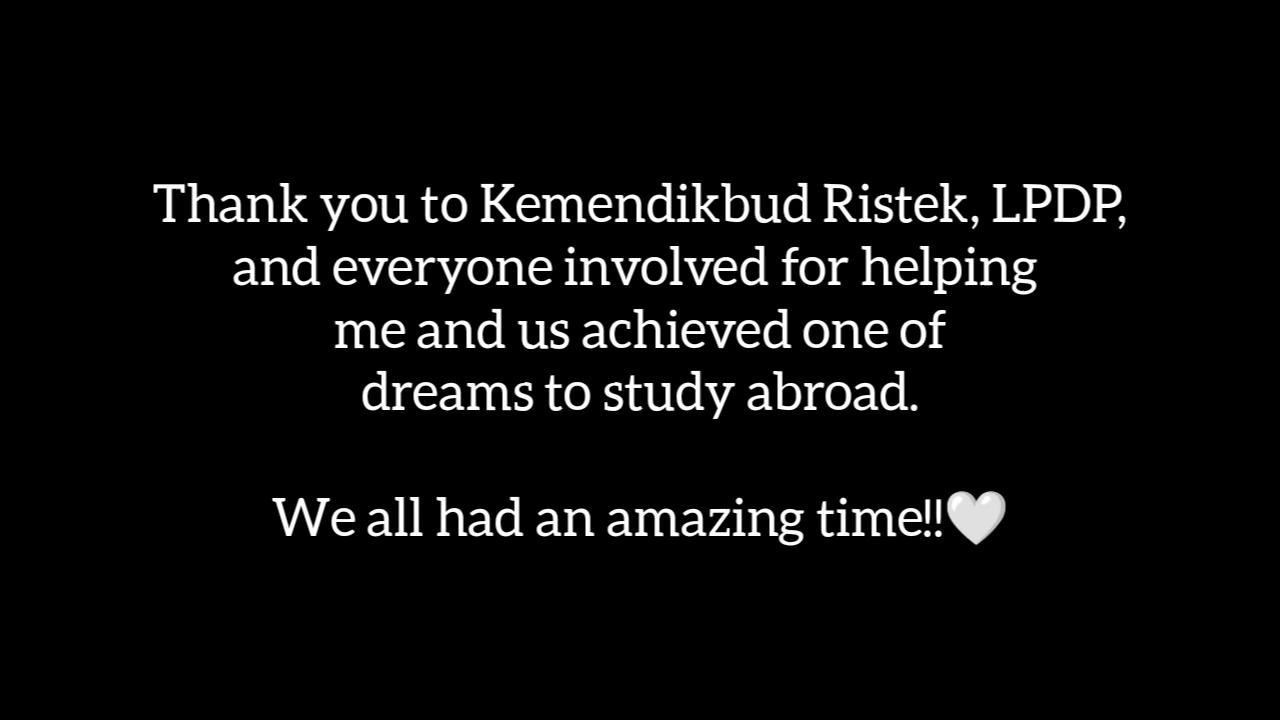 Thank you to Kemendikbud Ristek, LPDP,
and everyone involved for helping
me and us achieved one of
dreams to study abroad.
We all had an amazing time!!🤍